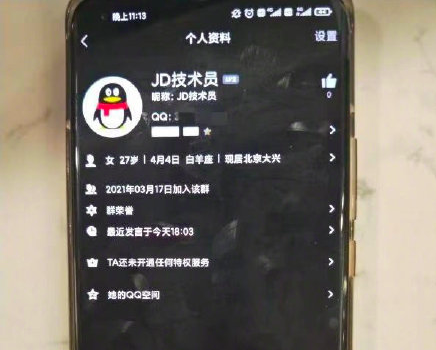 晚上11:13
个人资料
设置
JD技术员
昵称：JD技术员
0
QQ：
女 27岁 | 4月4日 白羊座 | 现居北京大兴
2021年03月17日加入该群
群荣誉
最近发言于今天18:03
TA还未开通任何特权服务
她的QQ空间